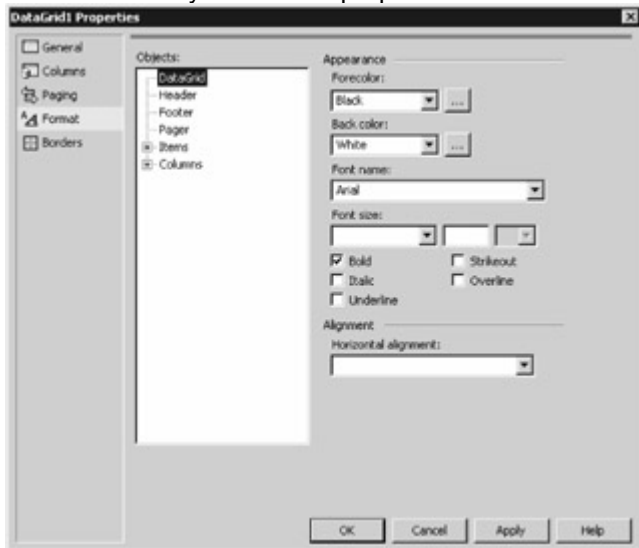 DataGrid1 Properties
General
Columns
Paging
Format
Borders
Objects:
DataGrid
Header
Footer
Pager
Items
Columns
Appearance
Forecolor:
Black
...
Back color:
White
...
Font name:
Arial
Font size:
Bold
Strikeout
Italic
Overline
Underline
Alignment
Horizontal alignment:
OK
Cancel
Apply
Help